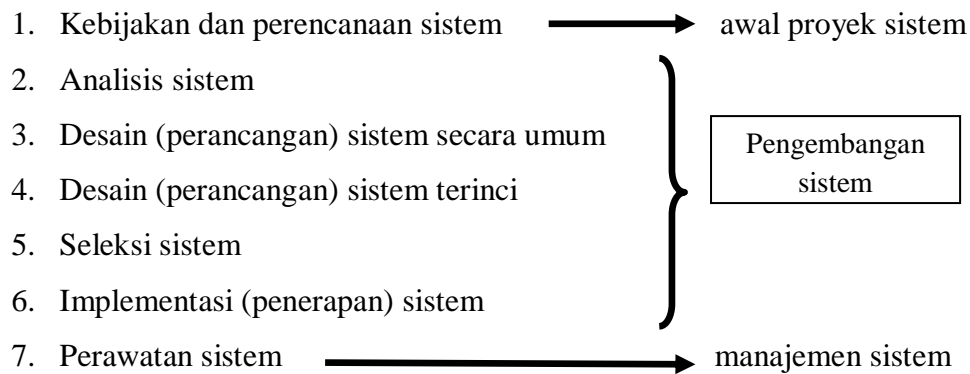 1. Kebijakan dan perencanaan sistem awal proyek sistem
2. Analisis sistem
3. Desain (perancangan) sistem secara umum
4. Desain (perancangan) sistem terinci
5. Seleksi sistem
6. Implementasi (penerapan) sistem
Pengembangan
sistem
7. Perawatan sistem manajemen sistem